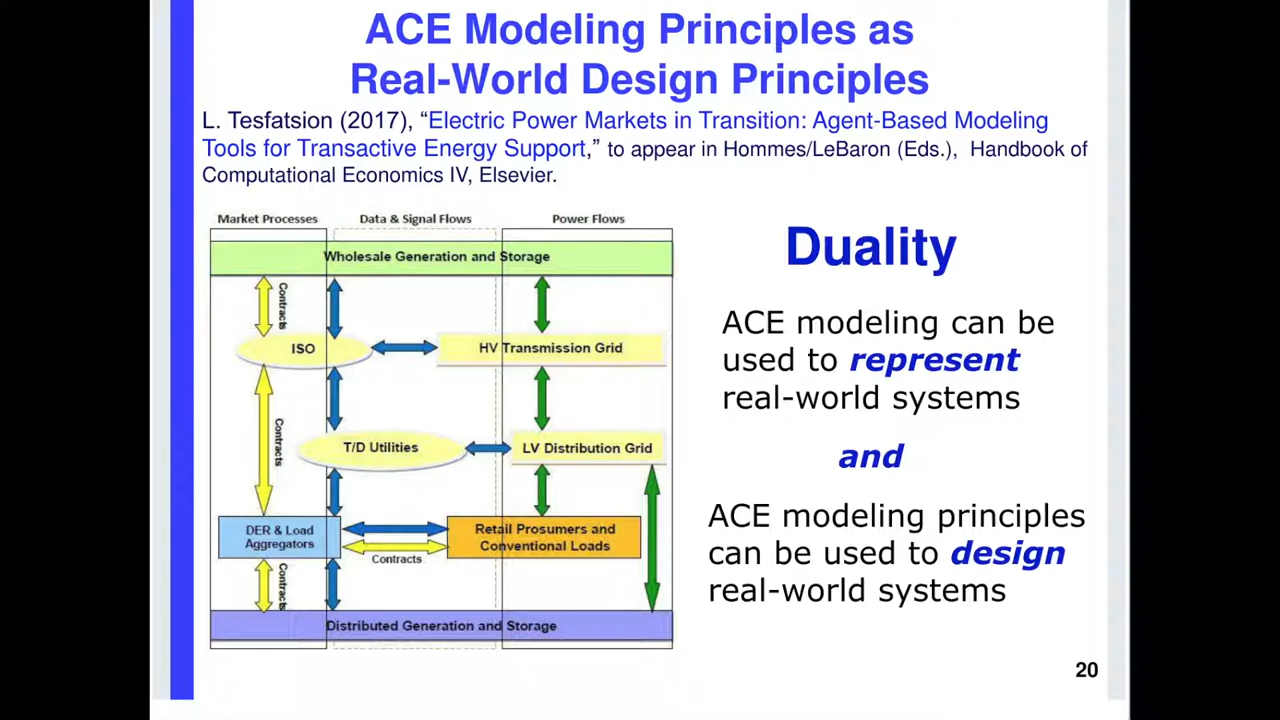 ACE Modeling Principles as
Real-World Design Principles
L. Tesfatsion (2017), “Electric Power Markets in Transition: Agent-Based Modeling
Tools for Transactive Energy Support,” to appear in Hommes/LeBaron (Eds.), Handbook of
Computational Economics IV, Elsevier.
Market Processes
Data & Signal Flows
Power Flows
Wholesale Generation and Storage
Contracts
ISO
HV Transmission Grid
Contracts
T/D Utilities
LV Distribution Grid
DER & Load
Aggregators
Retail Prosumers and
Conventional Loads
Contracts
Contracts
Distributed Generation and Storage
Duality
ACE modeling can be
used to represent
real-world systems
and
ACE modeling principles
can be used to design
real-world systems
20